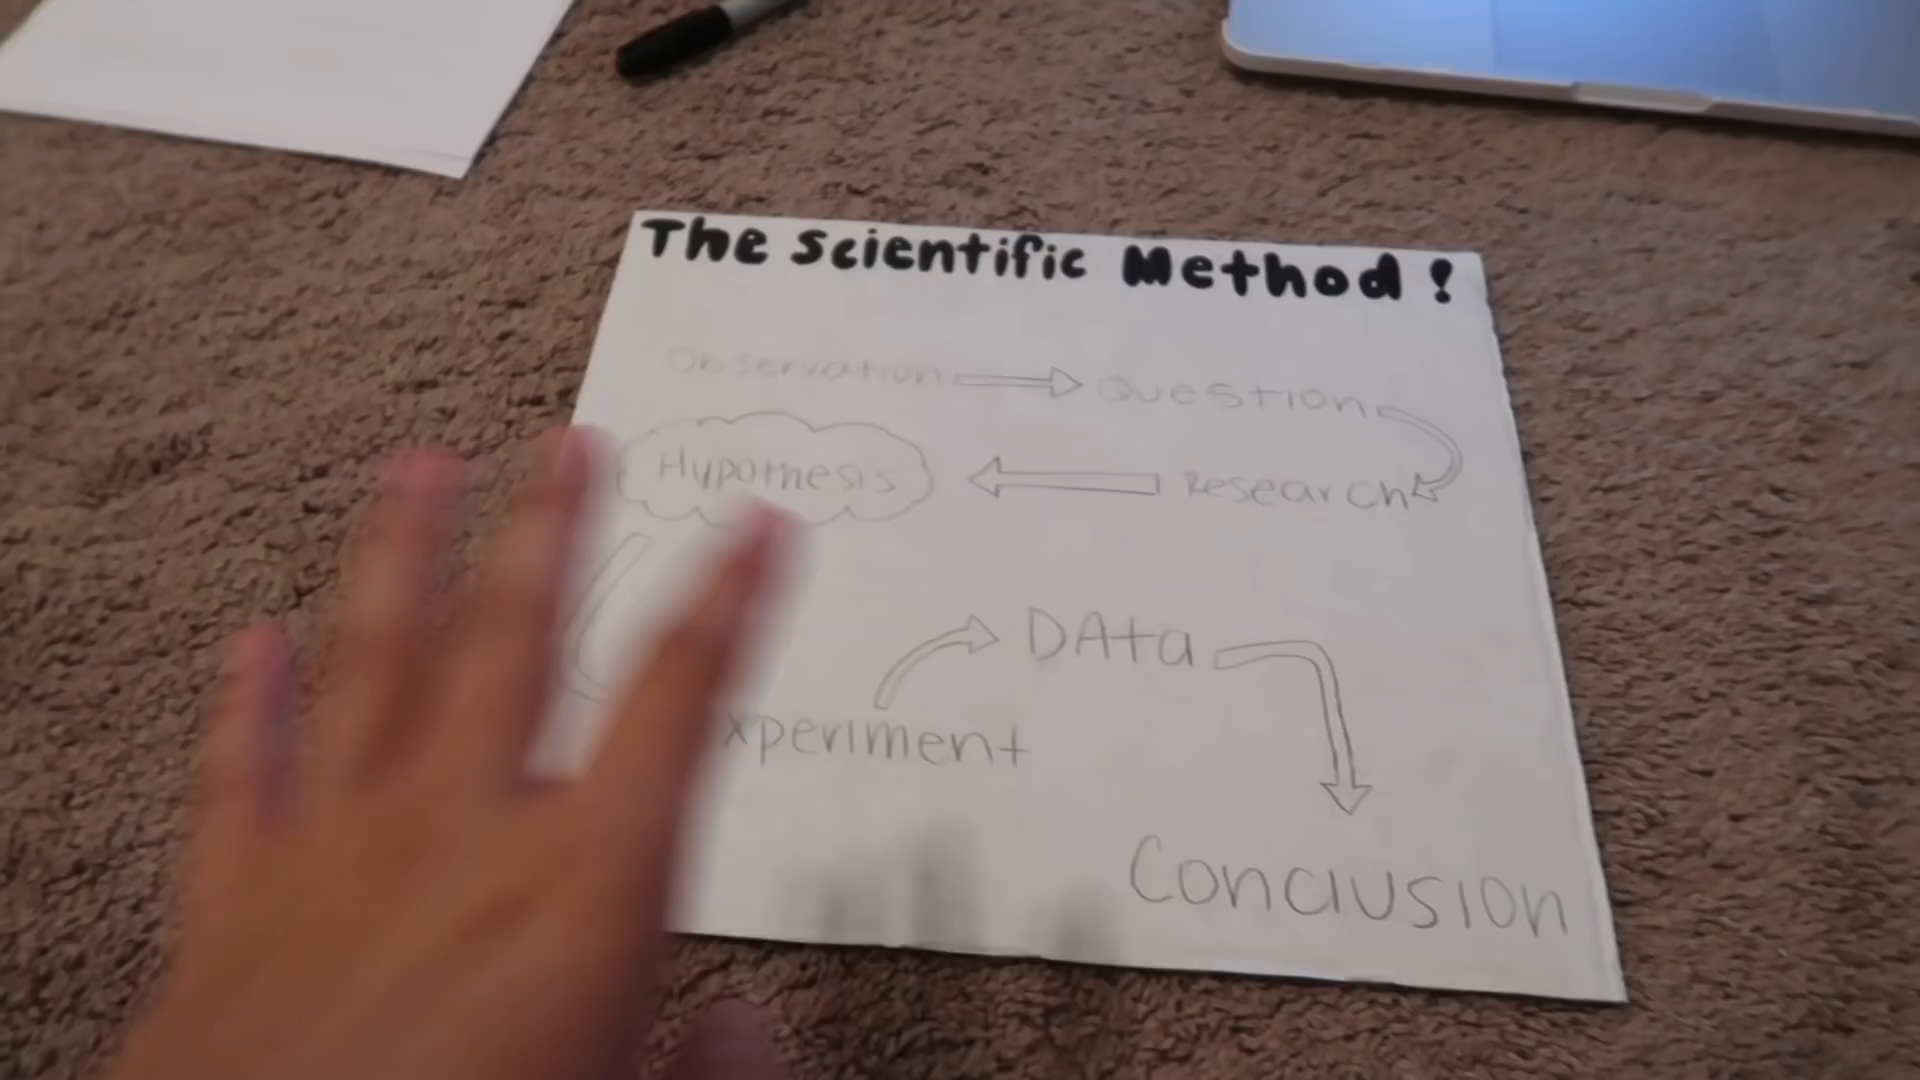 The Scientific Method!
Observation Question
Hypothesis Research
DAta
xperiment
Conclusion